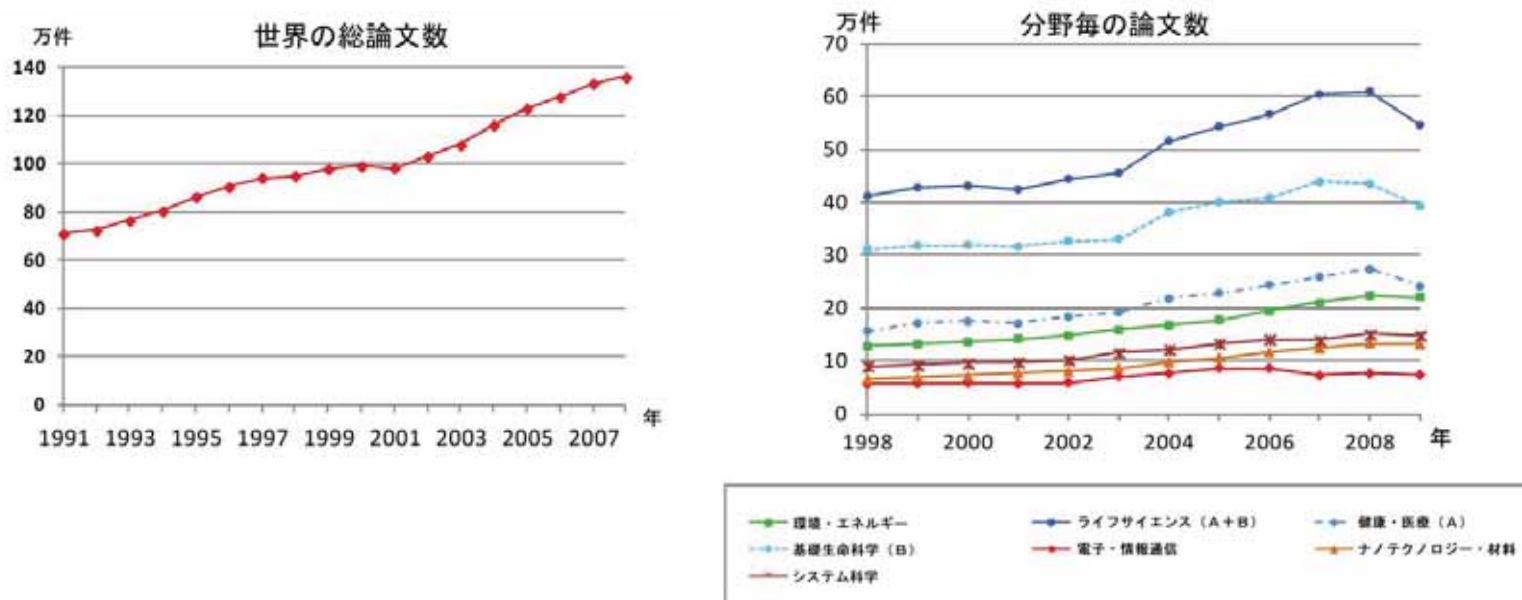 万件
世界の総論文数
140
120
100
80
60
40
20
0
1991 1993 1995 1997 1999 2001 2003 2005 2007
年
万件
分野毎の論文数
70
60
50
40
30
20
10
0
1998 2000 2002 2004 2006 2008
年
環境・エネルギー ライフサイエンス（A＋B） 健康・医療（A）
基礎生命科学（B） 電子・情報通信 ナノテクノロジー・材料
システム科学